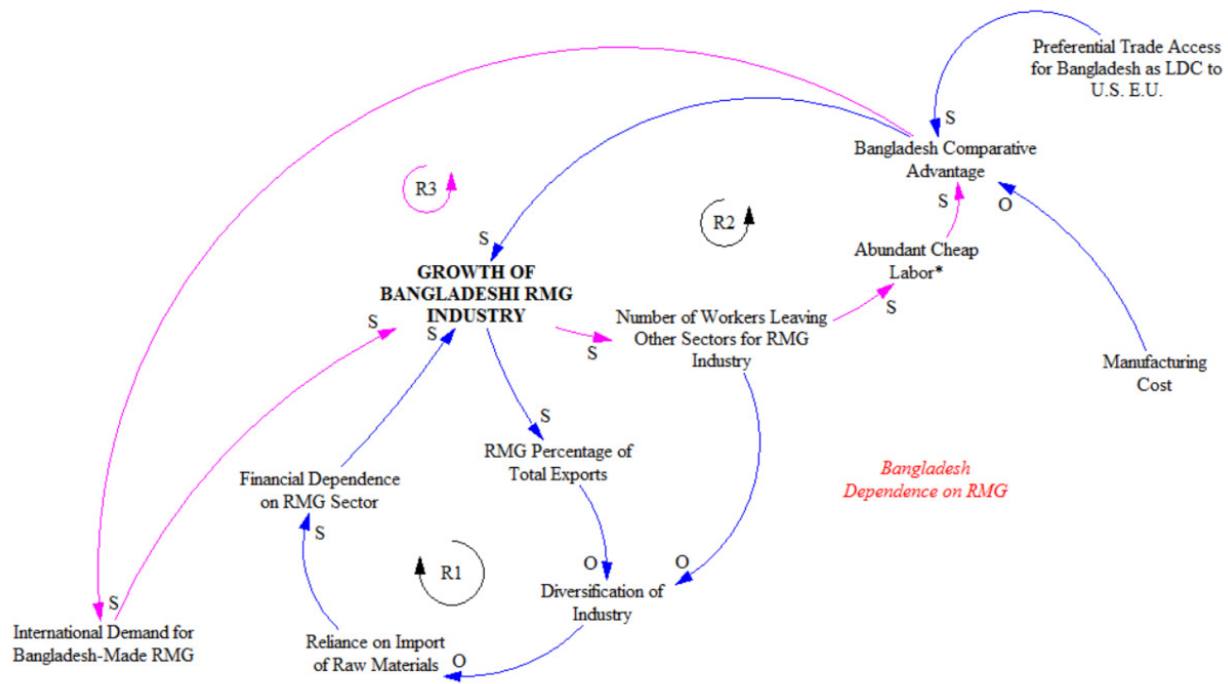 Preferential Trade Access
for Bangladesh as LDC to
U.S. E.U.
S
Bangladesh Comparative
Advantage
S
O
R3
R2
S
Abundant Cheap
Labor*
S
GROWTH OF
BANGLADESHI RMG
INDUSTRY
S
S
S
Number of Workers Leaving
Other Sectors for RMG
Industry
Manufacturing
Cost
S
RMG Percentage of
Total Exports
Financial Dependence
on RMG Sector
S
Bangladesh
Dependence on RMG
R1
O
O
Diversification of
Industry
S
International Demand for
Bangladesh-Made RMG
Reliance on Import
of Raw Materials
O